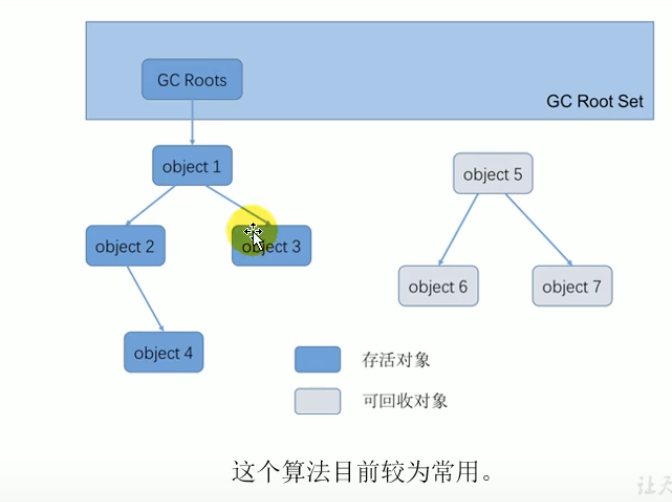 GC Roots
GC Root Set
object 1
object 5
object 2
object 3
object 6
object 7
object 4
存活对象
可回收对象
这个算法目前较为常用。
让天